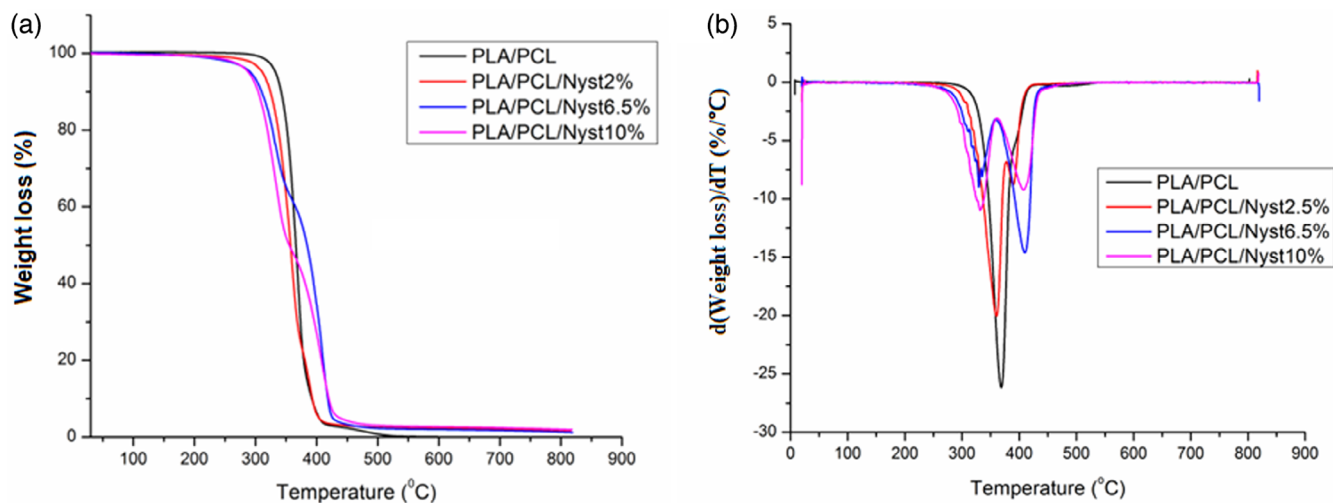 (a)
100
80
60
40
20
0
Weight loss (%)
PLA/PCL
PLA/PCL/Nyst2%
PLA/PCL/Nyst6.5%
PLA/PCL/Nyst10%
100 200 300 400 500 600 700 800 900
Temperature (⁰C)
(b)
5
0
-5
-10
-15
-20
-25
-30
d(Weight loss)/dT (%/°C)
PLA/PCL
PLA/PCL/Nyst2.5%
PLA/PCL/Nyst6.5%
PLA/PCL/Nyst10%
0 100 200 300 400 500 600 700 800 900
Temperature (⁰C)